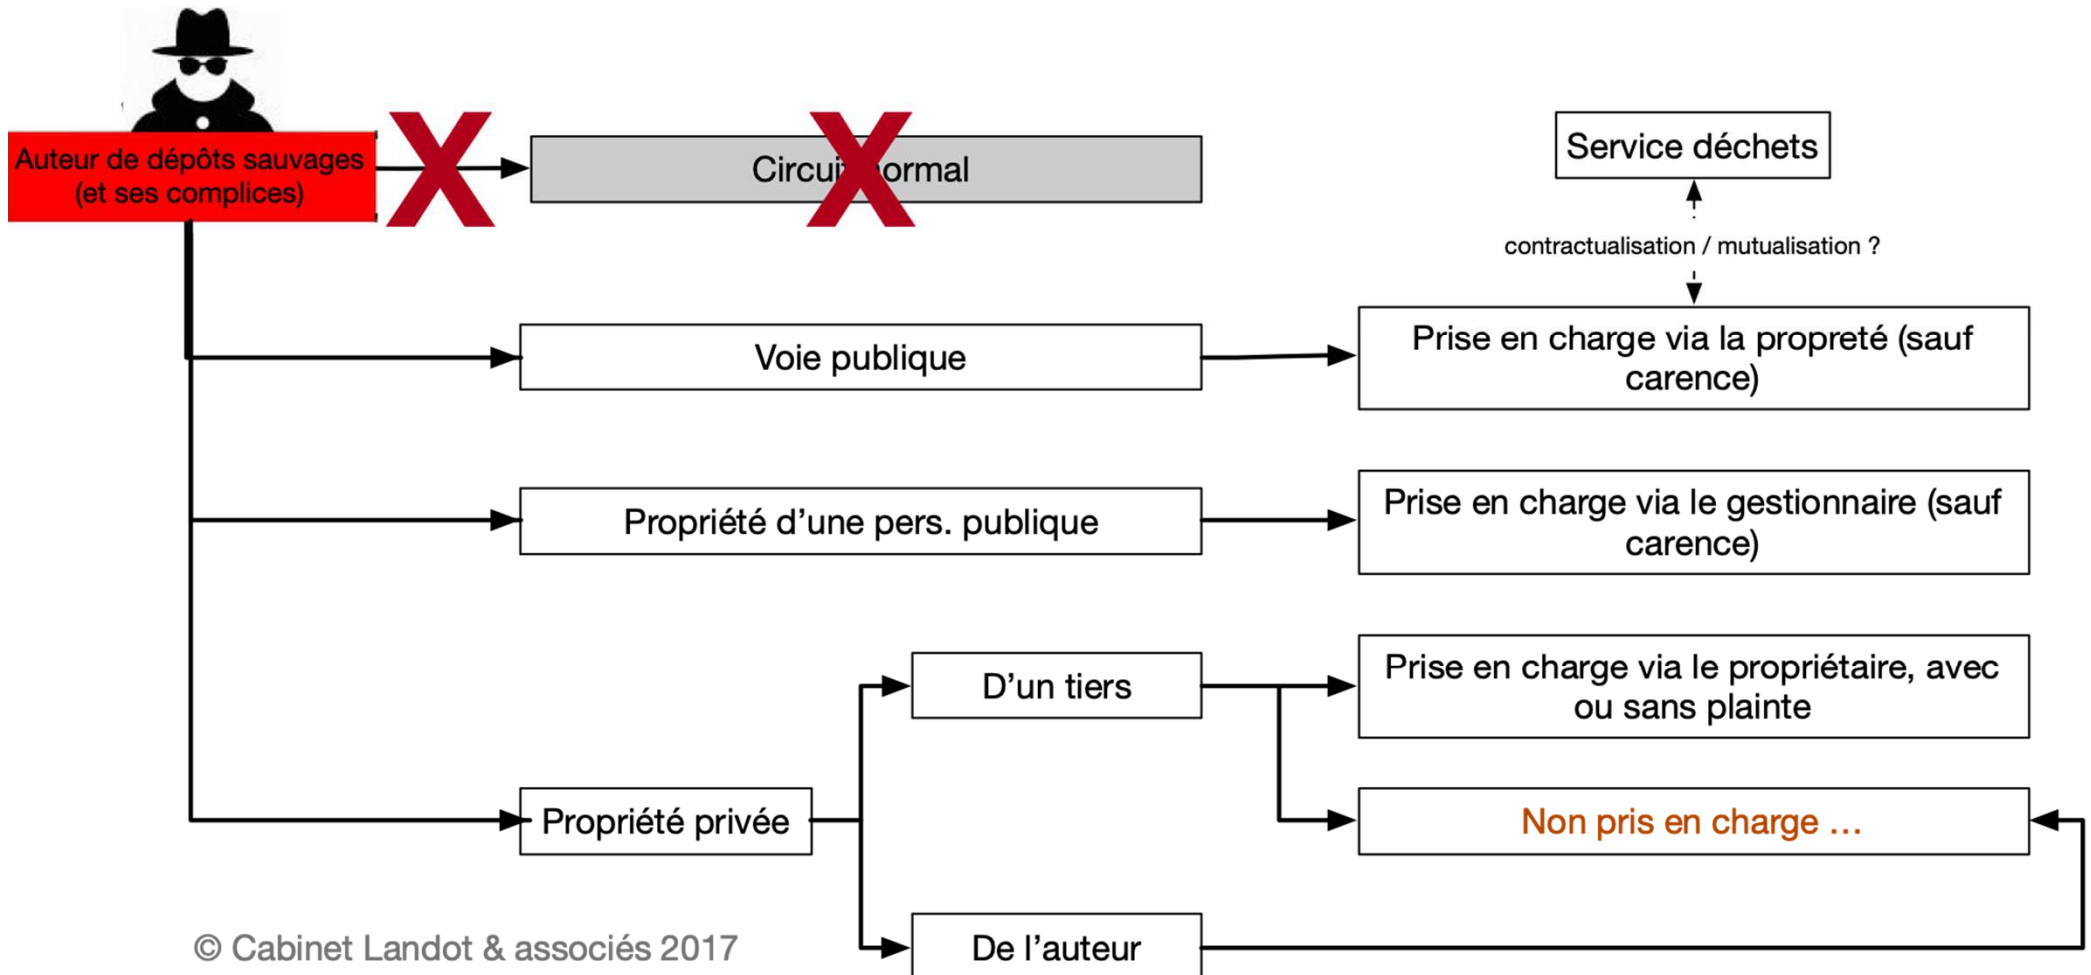 Auteur de dépôts sauvages
(et ses complices)
X
Circui
X
ormal
Service déchets
contractualisation / mutualisation ?
Voie publique
Prise en charge via la propreté (sauf
carence)
Propriété d'une pers. publique
Prise en charge via le gestionnaire (sauf
carence)
D'un tiers
Prise en charge via le propriétaire, avec
ou sans plainte
Propriété privée
Non pris en charge ...
De l'auteur
© Cabinet Landot & associés 2017